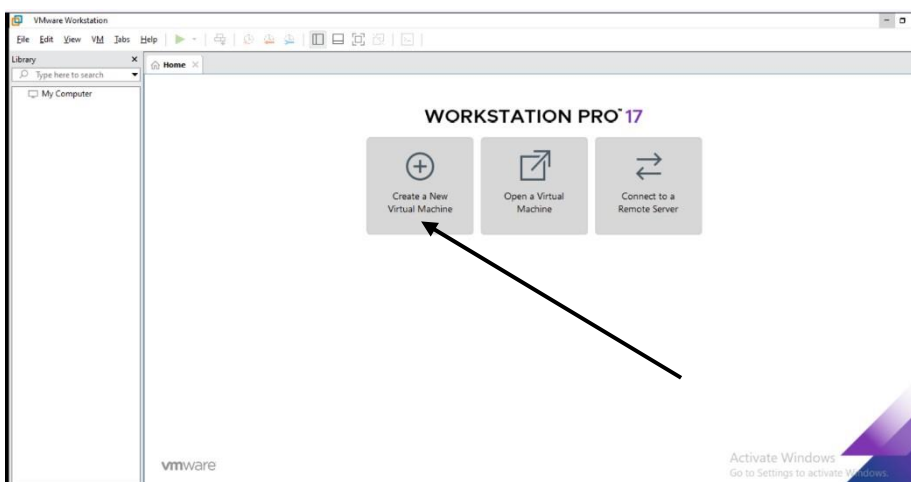 VMware Workstation
File Edit View VM Tabs Help
Library
Home
Type here to search
My Computer
WORKSTATION PRO™ 17
Create a New
Virtual Machine
Open a Virtual
Machine
Connect to a
Remote Server
vmware
Activate Windows
Go to Settings to activate Windows.